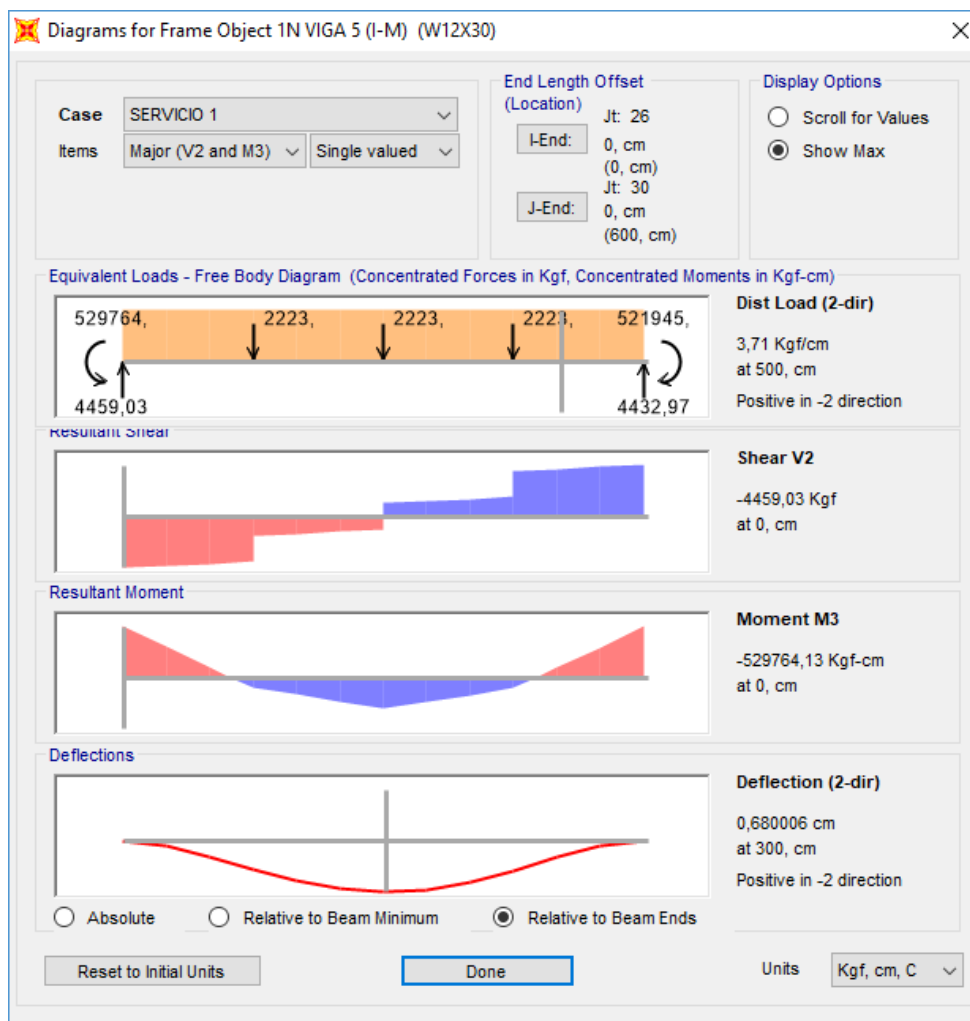 Diagrams for Frame Object 1N VIGA 5 (I-M) (W12X30)
Case SERVICIO 1
Items Major (V2 and M3) Single valued
End Length Offset
(Location)
I-End:
Jt: 26
0, cm
(0, cm)
J-End:
Jt: 30
0, cm
(600, cm)
Display Options
Scroll for Values
Show Max
Equivalent Loads - Free Body Diagram (Concentrated Forces in Kgf, Concentrated Moments in Kgf-cm)
529764, 2223, 2223, 2223, 521945,
4459,03 4432,97
Dist Load (2-dir)
3,71 Kgf/cm
at 500, cm
Positive in -2 direction
Resultant Shear
Shear V2
-4459,03 Kgf
at 0, cm
Resultant Moment
Moment M3
-529764,13 Kgf-cm
at 0, cm
Deflections
Deflection (2-dir)
0,680006 cm
at 300, cm
Positive in -2 direction
Absolute Relative to Beam Minimum Relative to Beam Ends
Reset to Initial Units Done Units Kgf, cm, C